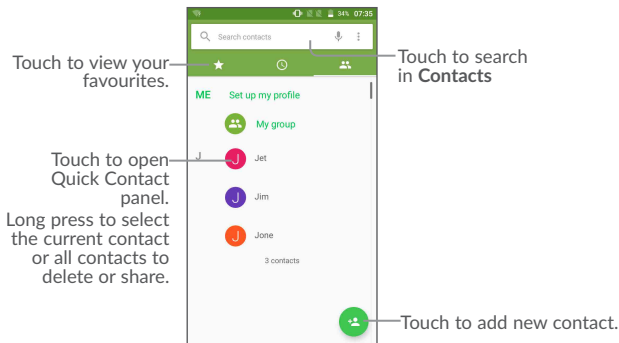 34% 07:35
Search contacts
Touch to search
in Contacts
Touch to view your
favourites.
ME Set up my profile
My group
Touch to open
Quick Contact
panel.
Long press to select
the current contact
or all contacts to
delete or share.
J J Jet
J Jim
J Jone
3 contacts
Touch to add new contact.